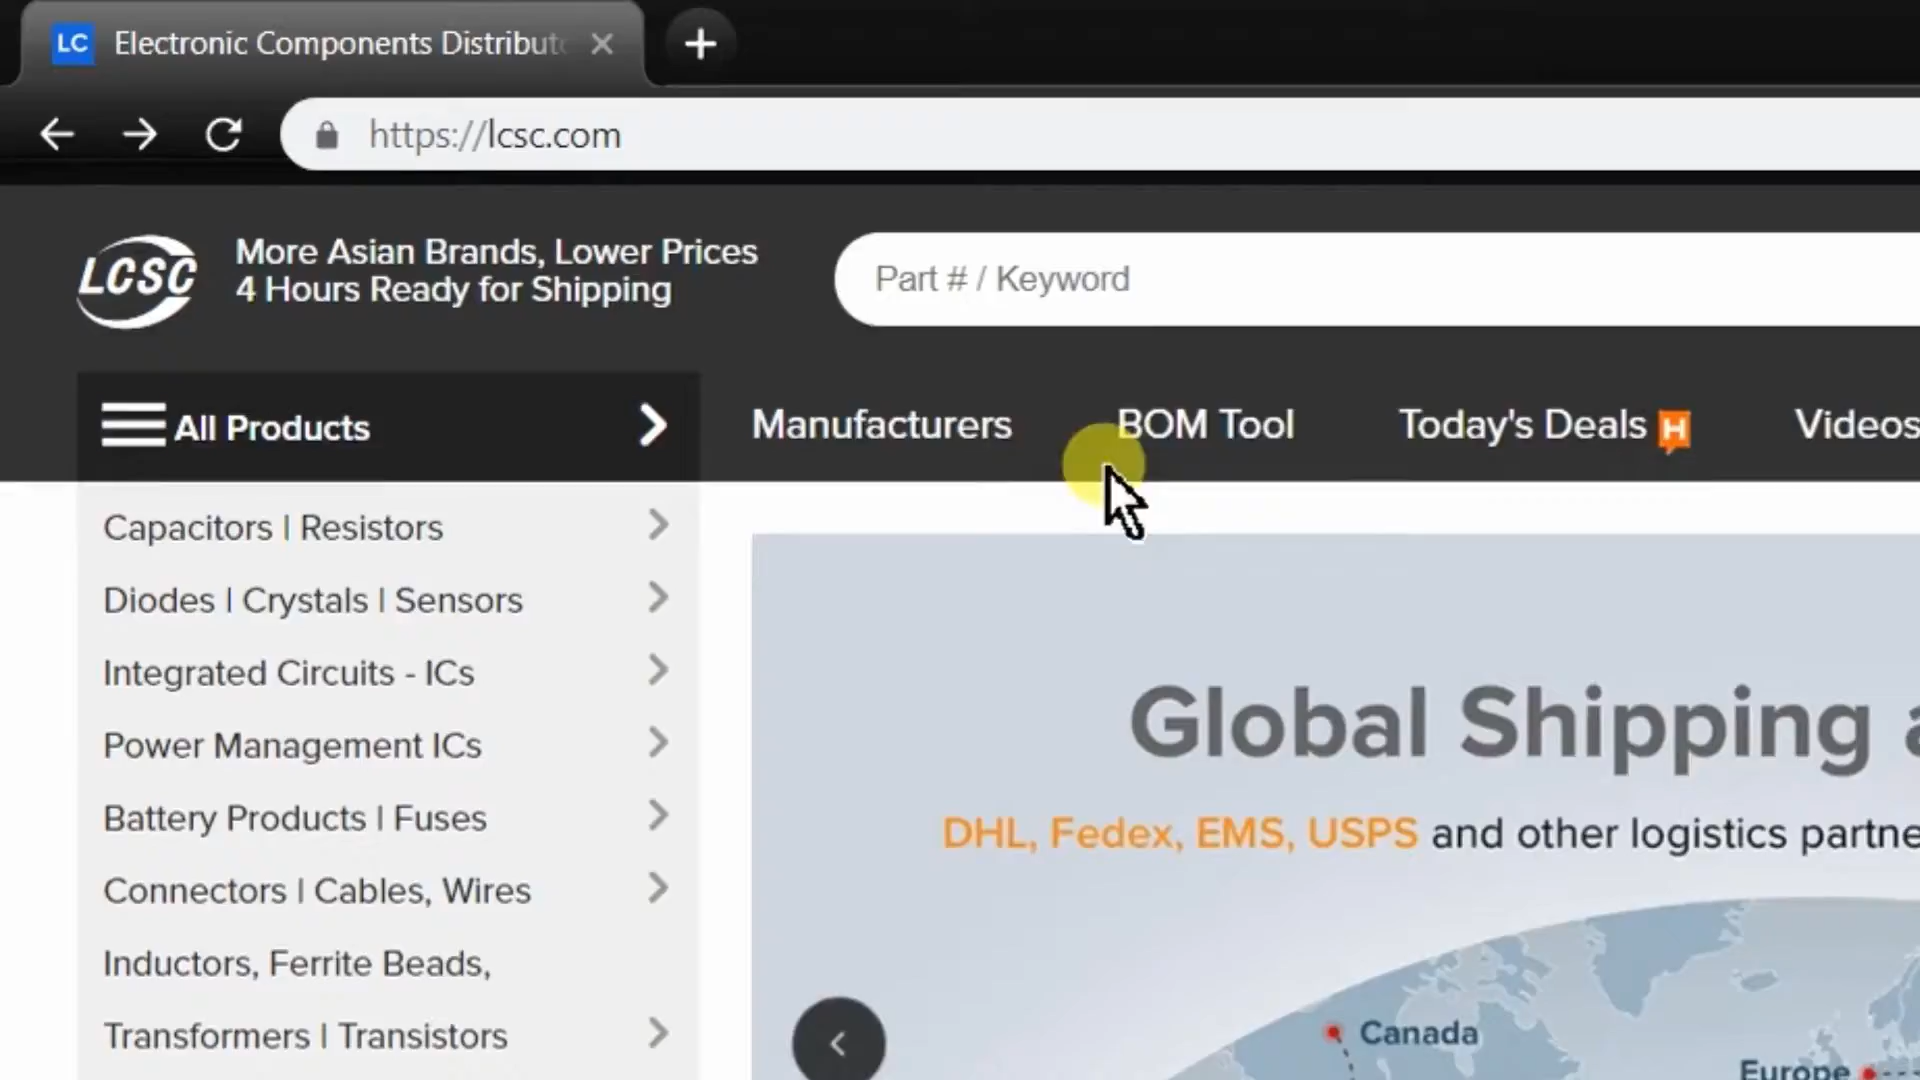 LC Electronic Components Distribut
https://lcsc.com
LCSC
More Asian Brands, Lower Prices
4 Hours Ready for Shipping
Part # / Keyword
All Products
Manufacturers
BOM Tool
Today's Deals H
Videos
Capacitors | Resistors
Diodes | Crystals | Sensors
Integrated Circuits - ICs
Power Management ICs
Battery Products | Fuses
Connectors | Cables, Wires
Inductors, Ferrite Beads,
Transformers | Transistors
Global Shipping a
DHL, Fedex, EMS, USPS and other logistics partne
Canada
Europe